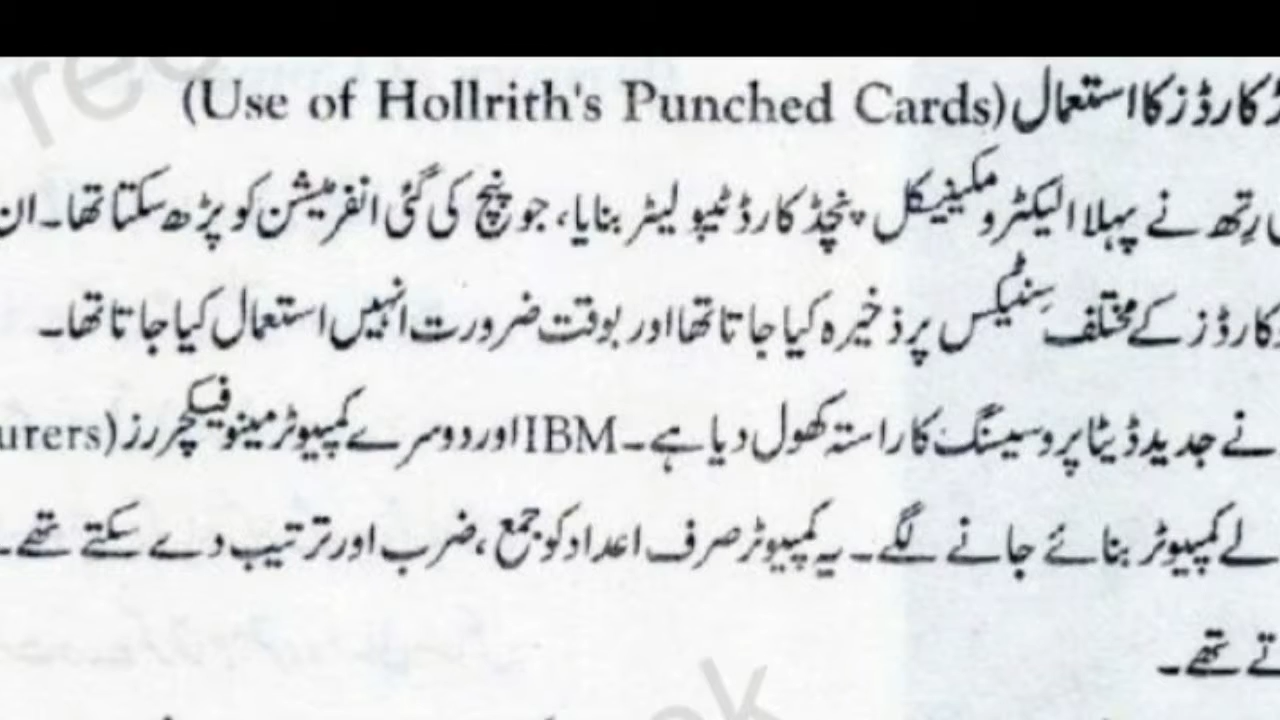 کارڈز کا استعمال (Use of Hollrith's Punched Cards)
رتھ نے پہلا الیکٹرو مکینیکل پنچڈ کارڈ ٹیبولیٹر بنایا، جو پنچ کی گئی انفرمیشن کو پڑھ سکتا تھا۔ ان
کارڈز کے مختلف سٹیکس پر ذخیرہ کیا جاتا تھا اور بوقت ضرورت انہیں استعمال کیا جاتا تھا۔
نے جدید ڈیٹا پروسیسنگ کا راستہ کھول دیا ہے۔ IBM اور دوسرے کمپیوٹر مینوفیکچررز (urers
لے کمپیوٹر بنائے جانے لگے۔ یہ کمپیوٹر صرف اعداد کو جمع، ضرب اور ترتیب دے سکتے تھے۔
تے تھے۔